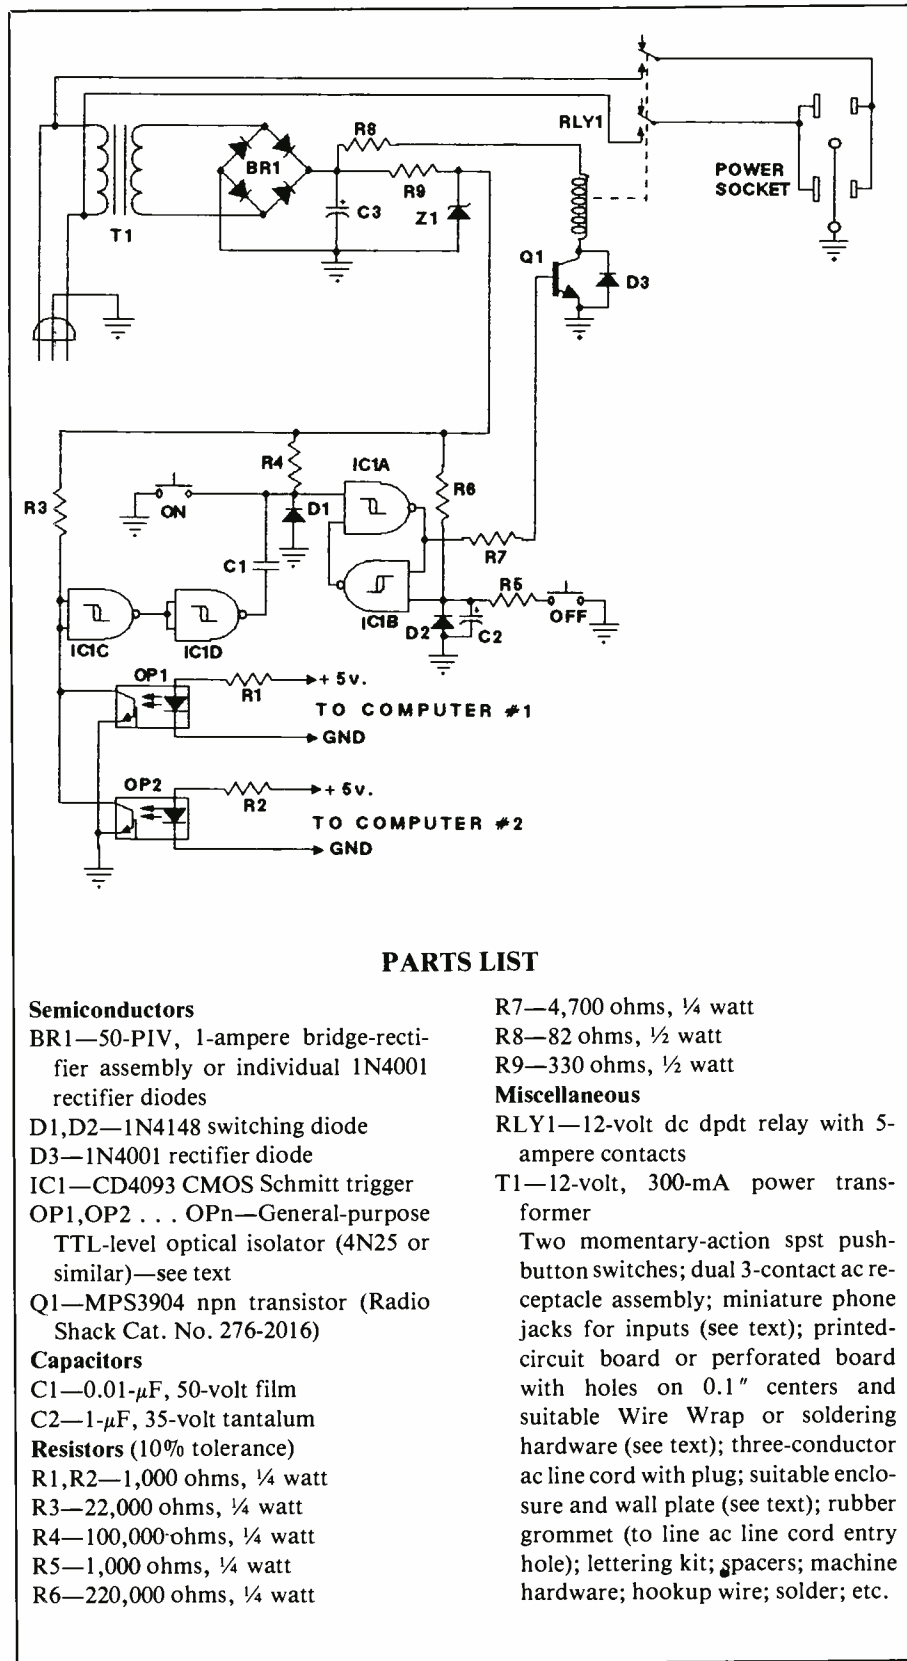 R8
RLY1
BR1
R9
C3
Z1
T1
POWER
SOCKET
Q1
D3
R4
IC1A
R6
R3
ON
D1
R7
C1
R5
OFF
IC1B
D2
C2
IC1C
IC1D
OP1
R1
+ 5v.
TO COMPUTER #1
GND
OP2
R2
+ 5v.
TO COMPUTER #2
GND
PARTS LIST
Semiconductors
BR1—50-PIV, 1-ampere bridge-recti-
fier assembly or individual 1N4001
rectifier diodes
D1,D2—1N4148 switching diode
D3—1N4001 rectifier diode
IC1—CD4093 CMOS Schmitt trigger
OP1,OP2 . . . OPn—General-purpose
TTL-level optical isolator (4N25 or
similar)—see text
Q1—MPS3904 npn transistor (Radio
Shack Cat. No. 276-2016)
Capacitors
C1—0.01-μF, 50-volt film
C2—1-μF, 35-volt tantalum
Resistors (10% tolerance)
R1,R2—1,000 ohms, ¼ watt
R3—22,000 ohms, ¼ watt
R4—100,000 ohms, ¼ watt
R5—1,000 ohms, ¼ watt
R6—220,000 ohms, ¼ watt
R7—4,700 ohms, ¼ watt
R8—82 ohms, ½ watt
R9—330 ohms, ½ watt
Miscellaneous
RLY1—12-volt dc dpdt relay with 5-
ampere contacts
T1—12-volt, 300-mA power trans-
former
Two momentary-action spst push-
button switches; dual 3-contact ac re-
ceptacle assembly; miniature phone
jacks for inputs (see text); printed-
circuit board or perforated board
with holes on 0.1" centers and
suitable Wire Wrap or soldering
hardware (see text); three-conductor
ac line cord with plug; suitable enclo-
sure and wall plate (see text); rubber
grommet (to line ac line cord entry
hole); lettering kit; spacers; machine
hardware; hookup wire; solder; etc.